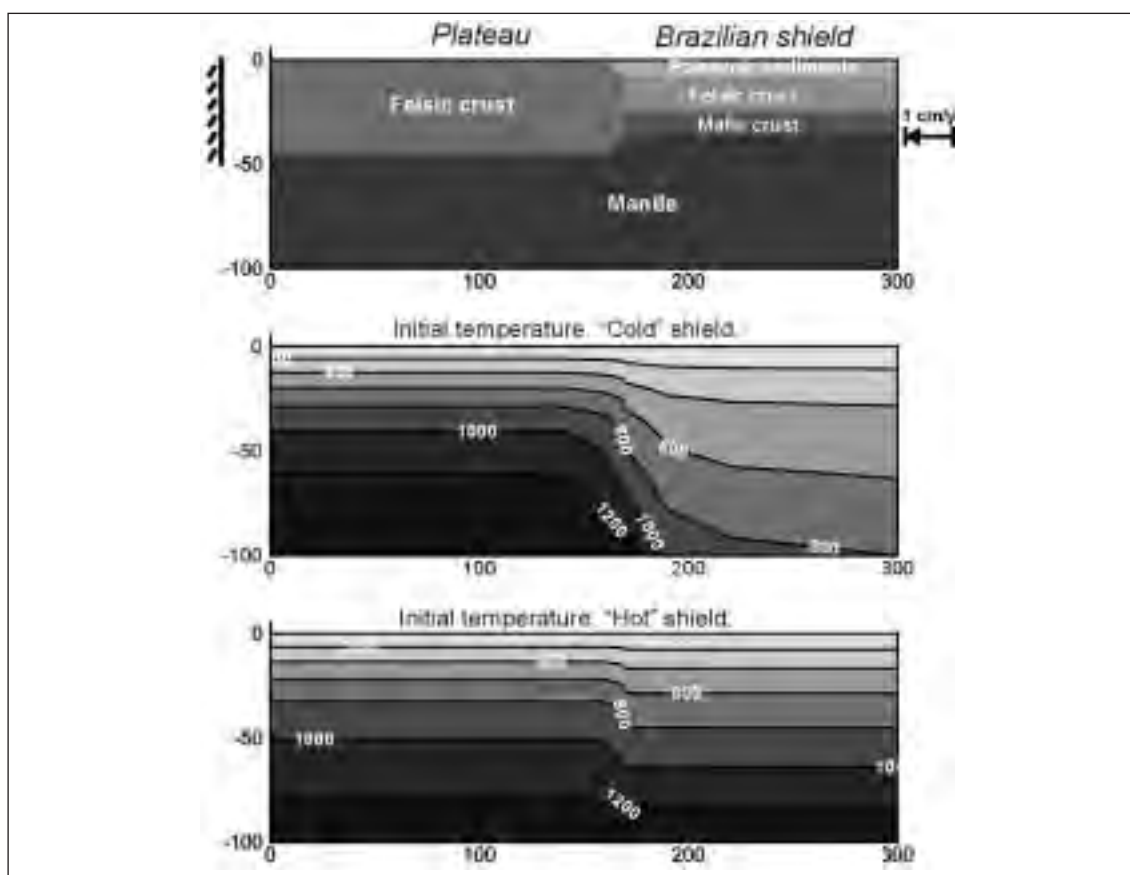 Plateau Brazilian shield
0
sediments
Felsic crust Felsic crust
Mafic crust 1 cm/y
-50
Mantle
-100
0 100 200 300
Initial temperature. "Cold" shield.
0
1000 800 600
-50
1200 1000
800
-100
0 100 200 300
Initial temperature. "Hot" shield.
0
600
800
1000
-50
1200
-100
0 100 200 300